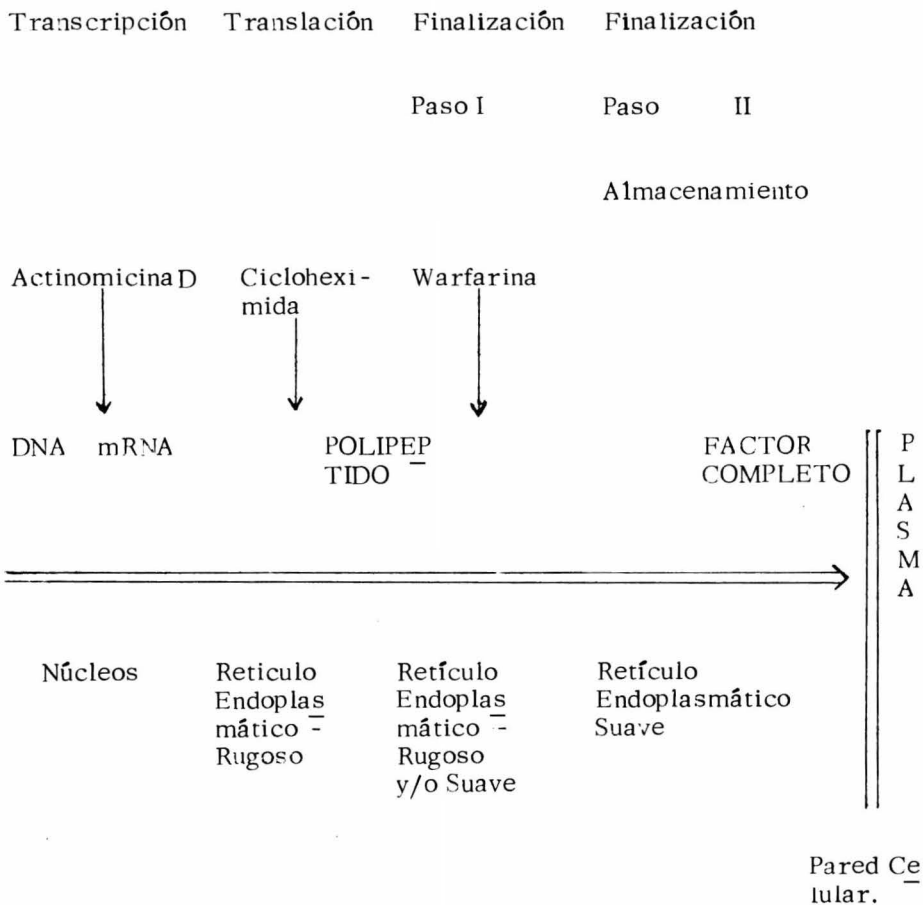 Transcripción Translación Finalización Finalización
Paso I Paso II
Almacenamiento
Actinomicina D Ciclohexi-
mida Warfarina
DNA mRNA POLIPEP
TIDO FACTOR
COMPLETO
P
L
A
S
M
A
Núcleos
Reticulo
Endoplas
mático -
Rugoso
Retículo
Endoplas
mático -
Rugoso
y/o Suave
Retículo
Endoplasmático
Suave
Pared Ce
lular.